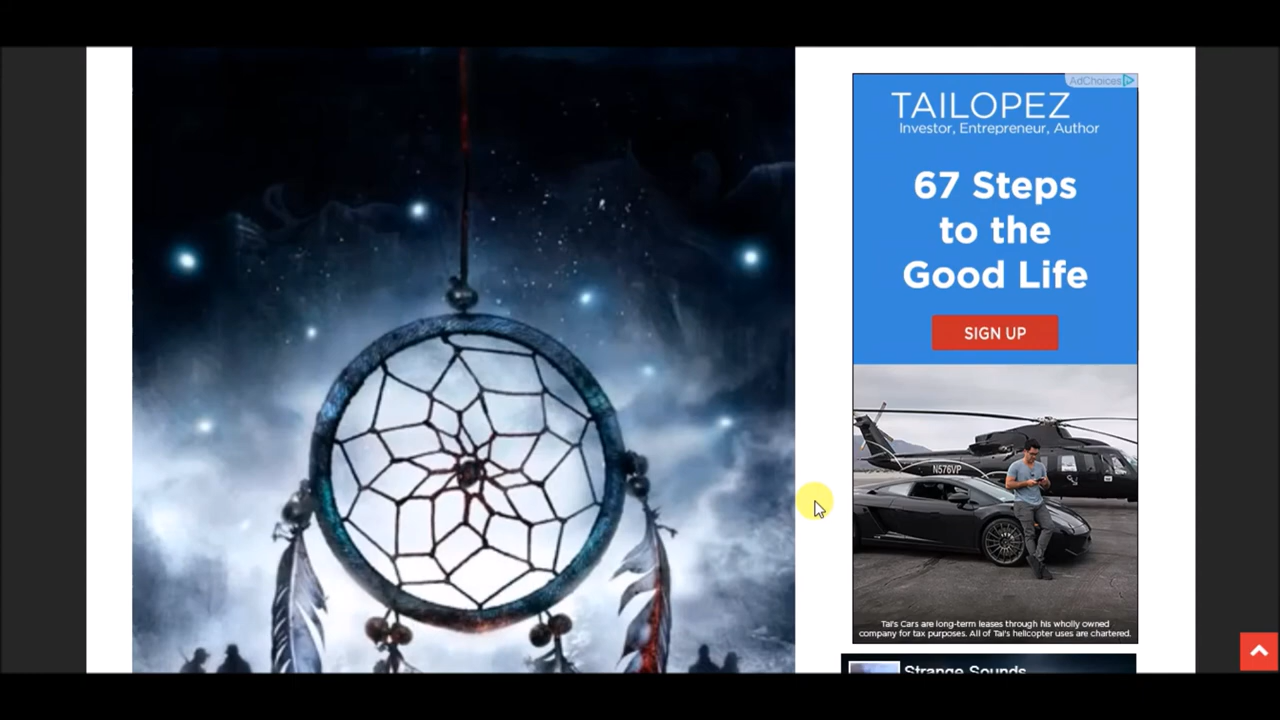 AdChoices
TAILOPEZ
Investor, Entrepreneur, Author
67 Steps
to the
Good Life
SIGN UP
N576VP
Tai's Cars are long-term leases through his wholly owned
company for tax purposes. All of Tai's helicopter uses are chartered.
Strange Sounds